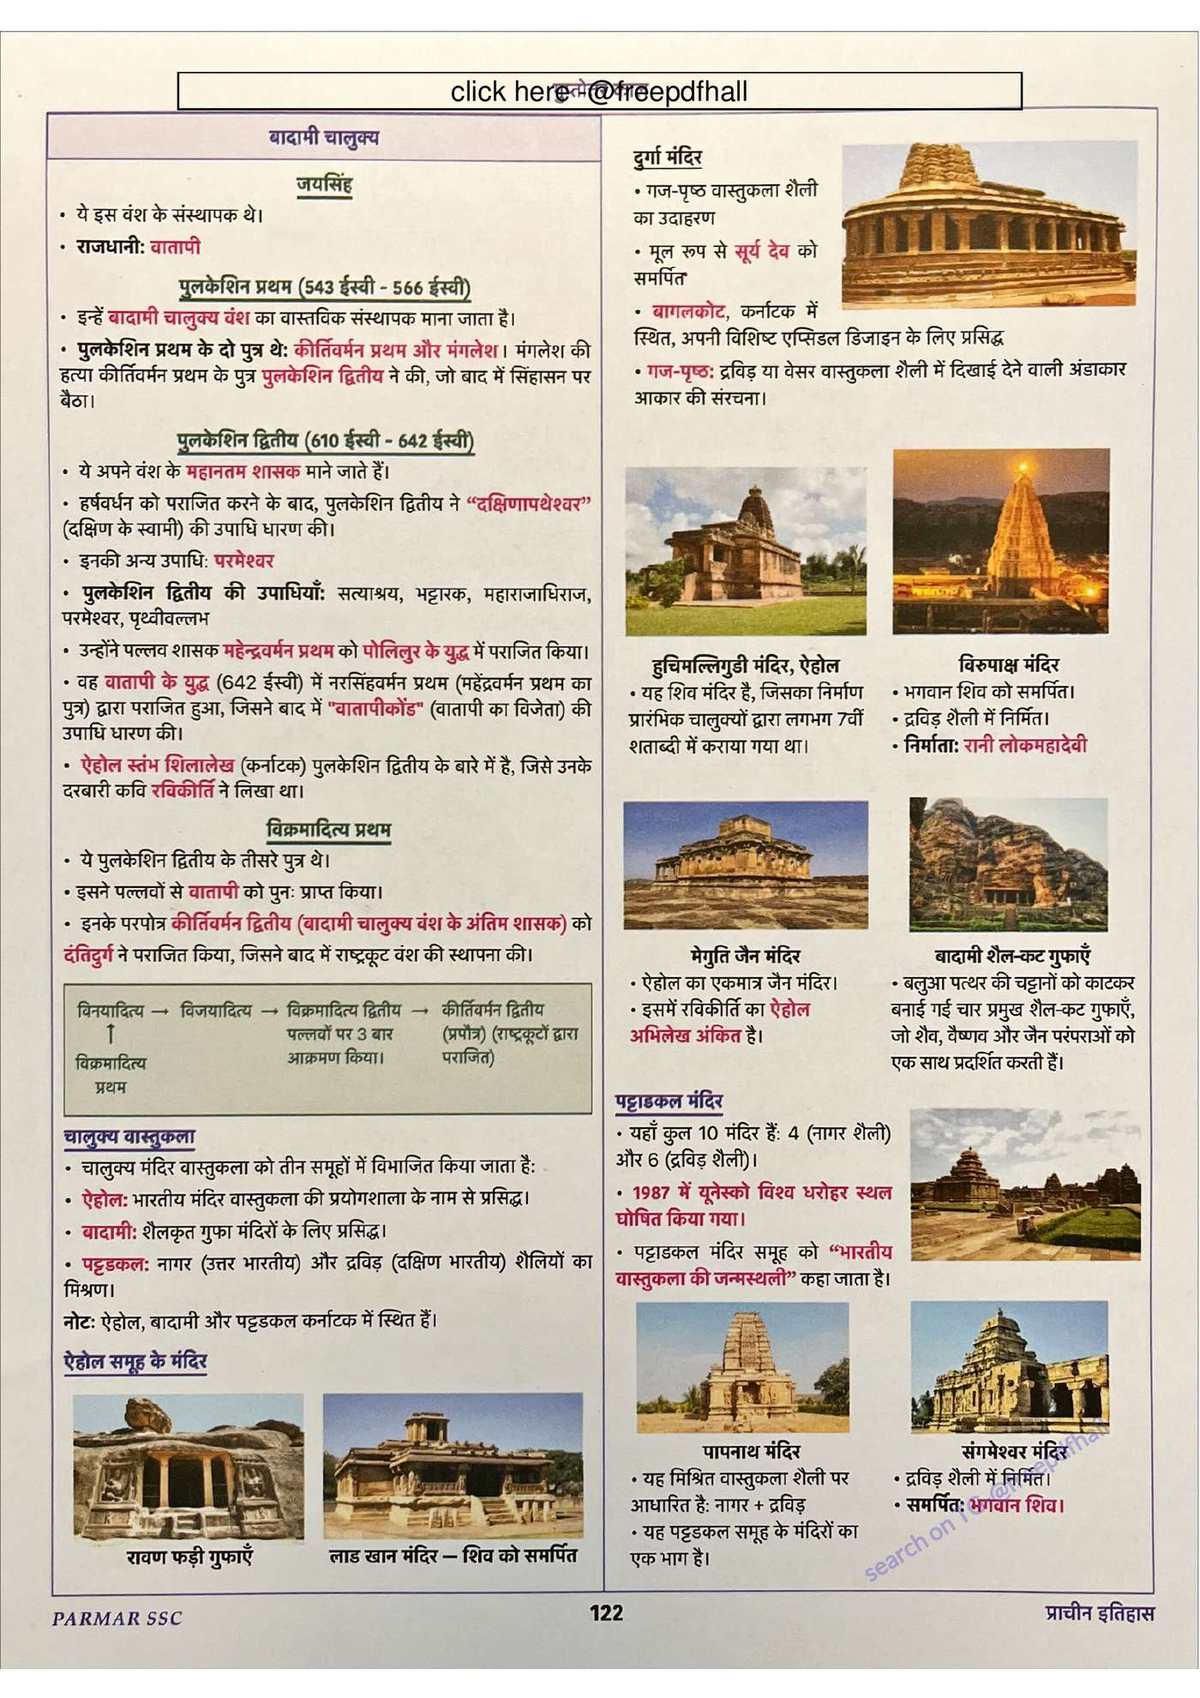 click here - @freepdfhall
बादामी चालुक्य
जयसिंह
• ये इस वंश के संस्थापक थे।
• राजधानी: वातापी
पुलकेशिन प्रथम (543 ईस्वी - 566 ईस्वी)
• इन्हें बादामी चालुक्य वंश का वास्तविक संस्थापक माना जाता है।
• पुलकेशिन प्रथम के दो पुत्र थे: कीर्तिवर्मन प्रथम और मंगलेश। मंगलेश की
हत्या कीर्तिवर्मन प्रथम के पुत्र पुलकेशिन द्वितीय ने की, जो बाद में सिंहासन पर
बैठा।
पुलकेशिन द्वितीय (610 ईस्वी - 642 ईस्वी)
• ये अपने वंश के महानतम शासक माने जाते हैं।
• हर्षवर्धन को पराजित करने के बाद, पुलकेशिन द्वितीय ने “दक्षिणापथेश्वर”
(दक्षिण के स्वामी) की उपाधि धारण की।
• इनकी अन्य उपाधि: परमेश्वर
• पुलकेशिन द्वितीय की उपाधियाँ: सत्याश्रय, भट्टारक, महाराजाधिराज,
परमेश्वर, पृथ्वीवल्लभ
• उन्होंने पल्लव शासक महेन्द्रवर्मन प्रथम को पोलिलुर के युद्ध में पराजित किया।
• वह वातापी के युद्ध (642 ईस्वी) में नरसिंहवर्मन प्रथम (महेंद्रवर्मन प्रथम का
पुत्र) द्वारा पराजित हुआ, जिसने बाद में "वातापीकोंड" (वातापी का विजेता) की
उपाधि धारण की।
• ऐहोल स्तंभ शिलालेख (कर्नाटक) पुलकेशिन द्वितीय के बारे में है, जिसे उनके
दरबारी कवि रविकीर्ति ने लिखा था।
विक्रमादित्य प्रथम
• ये पुलकेशिन द्वितीय के तीसरे पुत्र थे।
• इसने पल्लवों से वातापी को पुनः प्राप्त किया।
• इनके परपोत्र कीर्तिवर्मन द्वितीय (बादामी चालुक्य वंश के अंतिम शासक) को
दंतिदुर्ग ने पराजित किया, जिसने बाद में राष्ट्रकूट वंश की स्थापना की।
विनयादित्य → विजयादित्य → विक्रमादित्य द्वितीय → कीर्तिवर्मन द्वितीय
↑ पल्लवों पर 3 बार (प्रपौत्र) (राष्ट्रकूटों द्वारा
विक्रमादित्य आक्रमण किया। पराजित)
प्रथम
चालुक्य वास्तुकला
• चालुक्य मंदिर वास्तुकला को तीन समूहों में विभाजित किया जाता है:
• ऐहोल: भारतीय मंदिर वास्तुकला की प्रयोगशाला के नाम से प्रसिद्ध।
• बादामी: शैलकृत गुफा मंदिरों के लिए प्रसिद्ध।
• पट्टडकल: नागर (उत्तर भारतीय) और द्रविड़ (दक्षिण भारतीय) शैलियों का
मिश्रण।
नोट: ऐहोल, बादामी और पट्टडकल कर्नाटक में स्थित हैं।
ऐहोल समूह के मंदिर
रावण फड़ी गुफाएँ
लाड खान मंदिर – शिव को समर्पित
दुर्गा मंदिर
• गज-पृष्ठ वास्तुकला शैली
का उदाहरण
• मूल रूप से सूर्य देव को
समर्पित
• बागलकोट, कर्नाटक में
स्थित, अपनी विशिष्ट एप्सिडल डिजाइन के लिए प्रसिद्ध
• गज-पृष्ठ: द्रविड़ या वेसर वास्तुकला शैली में दिखाई देने वाली अंडाकार
आकार की संरचना।
हुचिमल्लिगुडी मंदिर, ऐहोल
• यह शिव मंदिर है, जिसका निर्माण
प्रारंभिक चालुक्यों द्वारा लगभग 7वीं
शताब्दी में कराया गया था।
विरुपाक्ष मंदिर
• भगवान शिव को समर्पित।
• द्रविड़ शैली में निर्मित।
• निर्माता: रानी लोकमहादेवी
मेगुति जैन मंदिर
• ऐहोल का एकमात्र जैन मंदिर।
• इसमें रविकीर्ति का ऐहोल
अभिलेख अंकित है।
बादामी शैल-कट गुफाएँ
• बलुआ पत्थर की चट्टानों को काटकर
बनाई गई चार प्रमुख शैल-कट गुफाएँ,
जो शैव, वैष्णव और जैन परंपराओं को
एक साथ प्रदर्शित करती हैं।
पट्टाडकल मंदिर
• यहाँ कुल 10 मंदिर हैं: 4 (नागर शैली)
और 6 (द्रविड़ शैली)।
• 1987 में यूनेस्को विश्व धरोहर स्थल
घोषित किया गया।
• पट्टाडकल मंदिर समूह को “भारतीय
वास्तुकला की जन्मस्थली” कहा जाता है।
पापनाथ मंदिर
• यह मिश्रित वास्तुकला शैली पर
आधारित है: नागर + द्रविड़
• यह पट्टडकल समूह के मंदिरों का
एक भाग है।
संगमेश्वर मंदिर
• द्रविड़ शैली में निर्मित।
• समर्पित: भगवान शिव।
search on TG @freepdfhall
PARMAR SSC
122
प्राचीन इतिहास